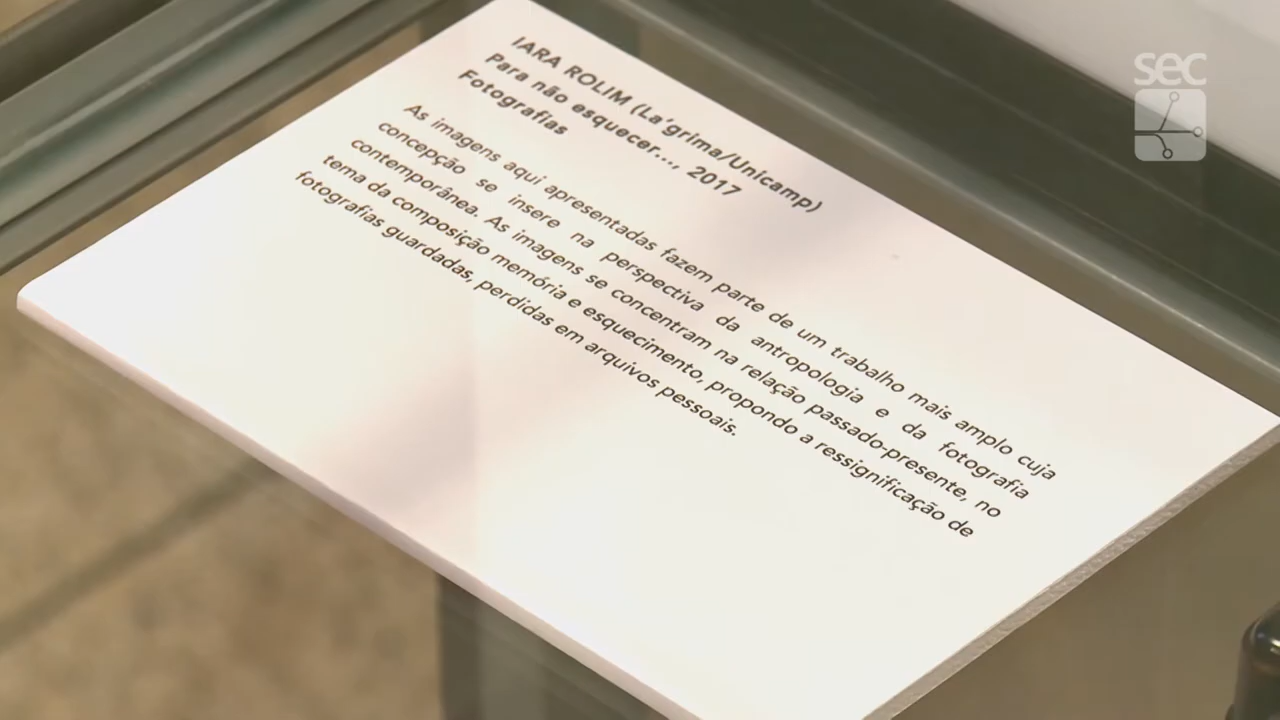 IARA ROLIM (La'grima/Unicamp)
Para não esquecer..., 2017
Fotografias
As imagens aqui apresentadas fazem parte de um trabalho mais amplo cuja
concepção se insere na perspectiva da antropologia e da fotografia
contemporânea. As imagens se concentram na relação passado-presente, no
tema da composição memória e esquecimento, propondo a ressignificação de
fotografias guardadas, perdidas em arquivos pessoais.
sec